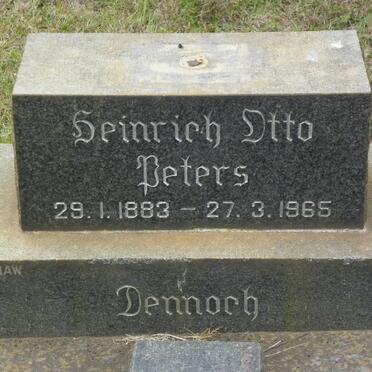 Heinrich Otto
Peters
29. 1. 1883 – 27. 3. 1965
Dennoch